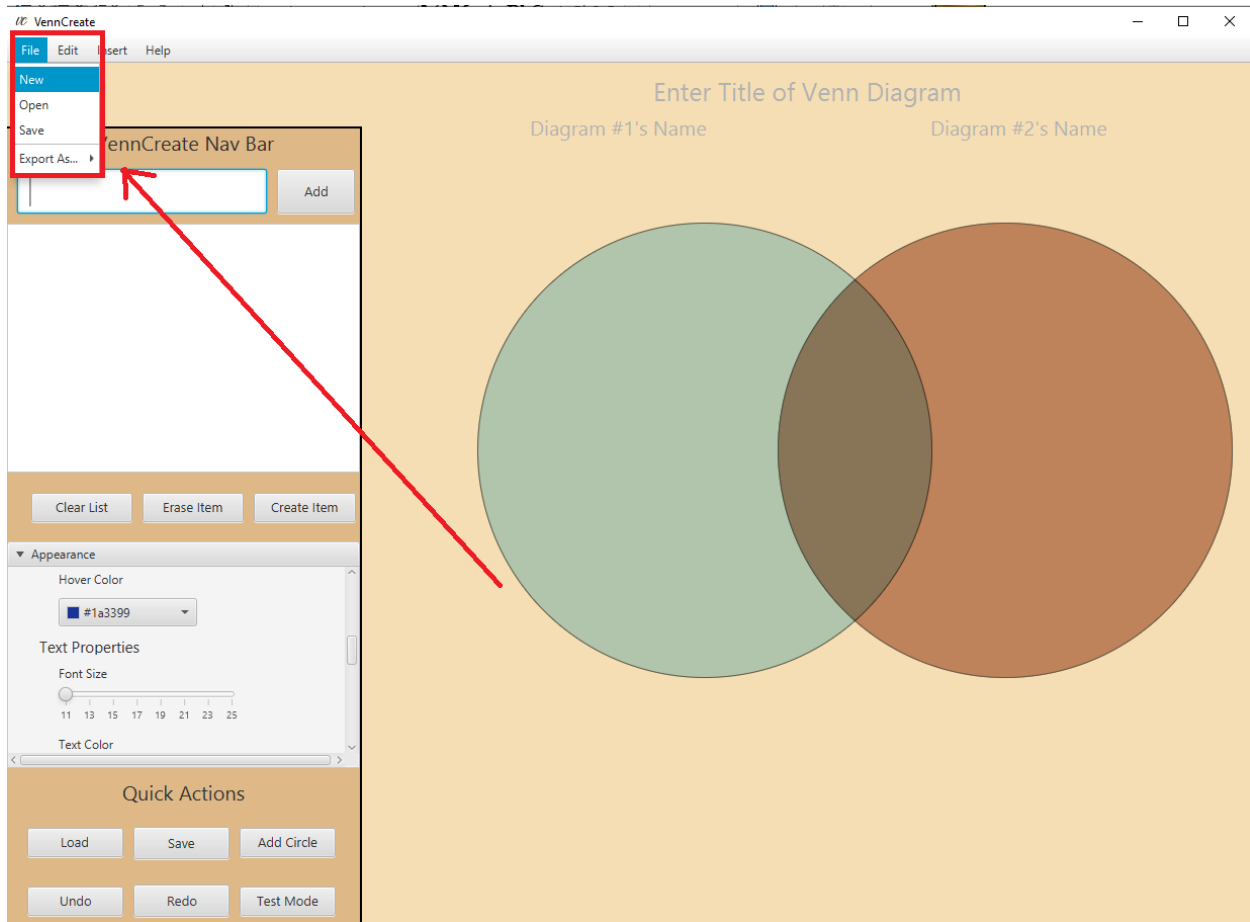 VC VennCreate
File Edit Insert Help
New
Open
Save
Export As...
Enter Title of Venn Diagram
Diagram #1's Name Diagram #2's Name
VennCreate Nav Bar
Add
Clear List Erase Item Create Item
Appearance
Hover Color
#1a3399
Text Properties
Font Size
11 13 15 17 19 21 23 25
Text Color
Quick Actions
Load Save Add Circle
Undo Redo Test Mode